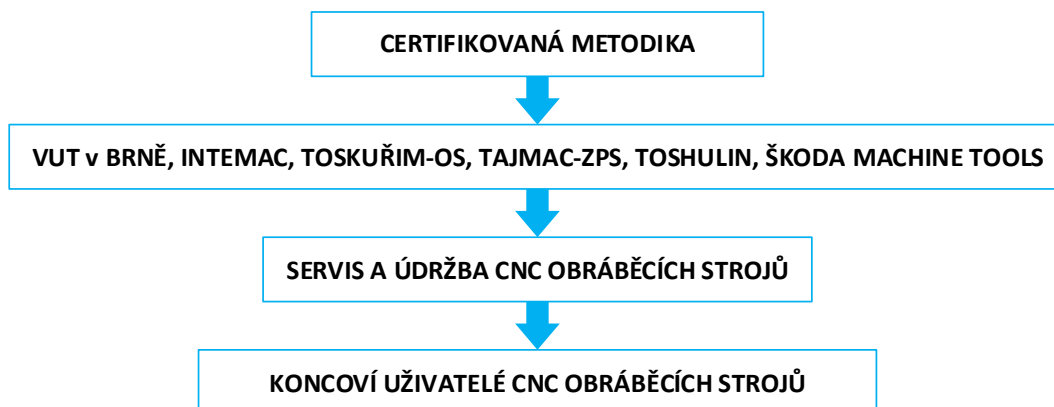 CERTIFIKOVANÁ METODIKA
VUT v BRNĚ, INTEMAC, TOSKUŘIM-OS, TAJMAC-ZPS, TOSHULIN, ŠKODA MACHINE TOOLS
SERVIS A ÚDRŽBA CNC OBRÁBĚCÍCH STROJŮ
KONCOVÍ UŽIVATELÉ CNC OBRÁBĚCÍCH STROJŮ